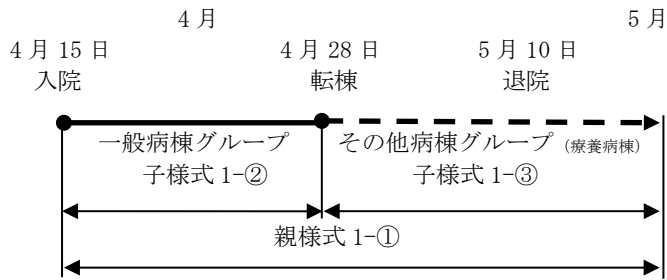 4月 5月
4月15日 4月28日 5月10日
入院 転棟 退院
一般病棟グループ その他病棟グループ (療養病棟)
子様式 1-② 子様式 1-③
親様式 1-①